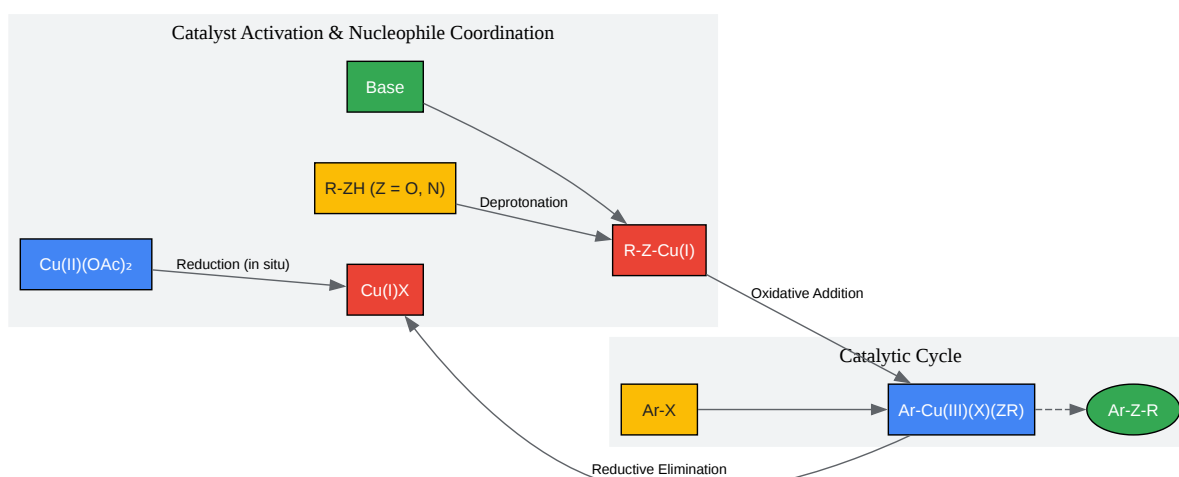 Catalyst Activation & Nucleophile Coordination
Base
R-ZH (Z = O, N)
Deprotonation
R-Z-Cu(I)
Cu(II)(OAc)₂
Reduction (in situ)
Cu(I)X
Oxidative Addition
Catalytic Cycle
Ar-X
Ar-Cu(III)(X)(ZR)
Ar-Z-R
Reductive Elimination